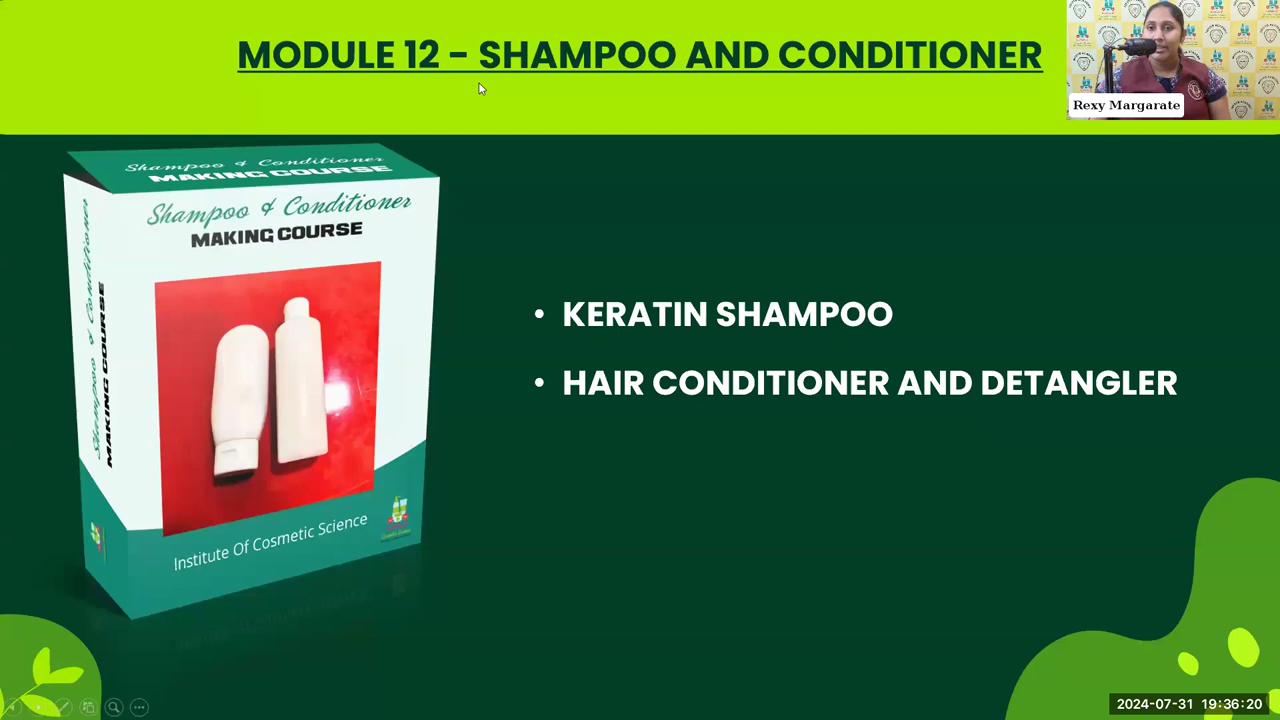 MODULE 12 - SHAMPOO AND CONDITIONER
Rexy Margarate
Shampoo & Conditioner
MAKING COURSE
Shampoo & Conditioner
MAKING COURSE
Shampoo & Conditioner
MAKING COURSE
Institute Of Cosmetic Science
• KERATIN SHAMPOO
• HAIR CONDITIONER AND DETANGLER
2024-07-31 19:36:20